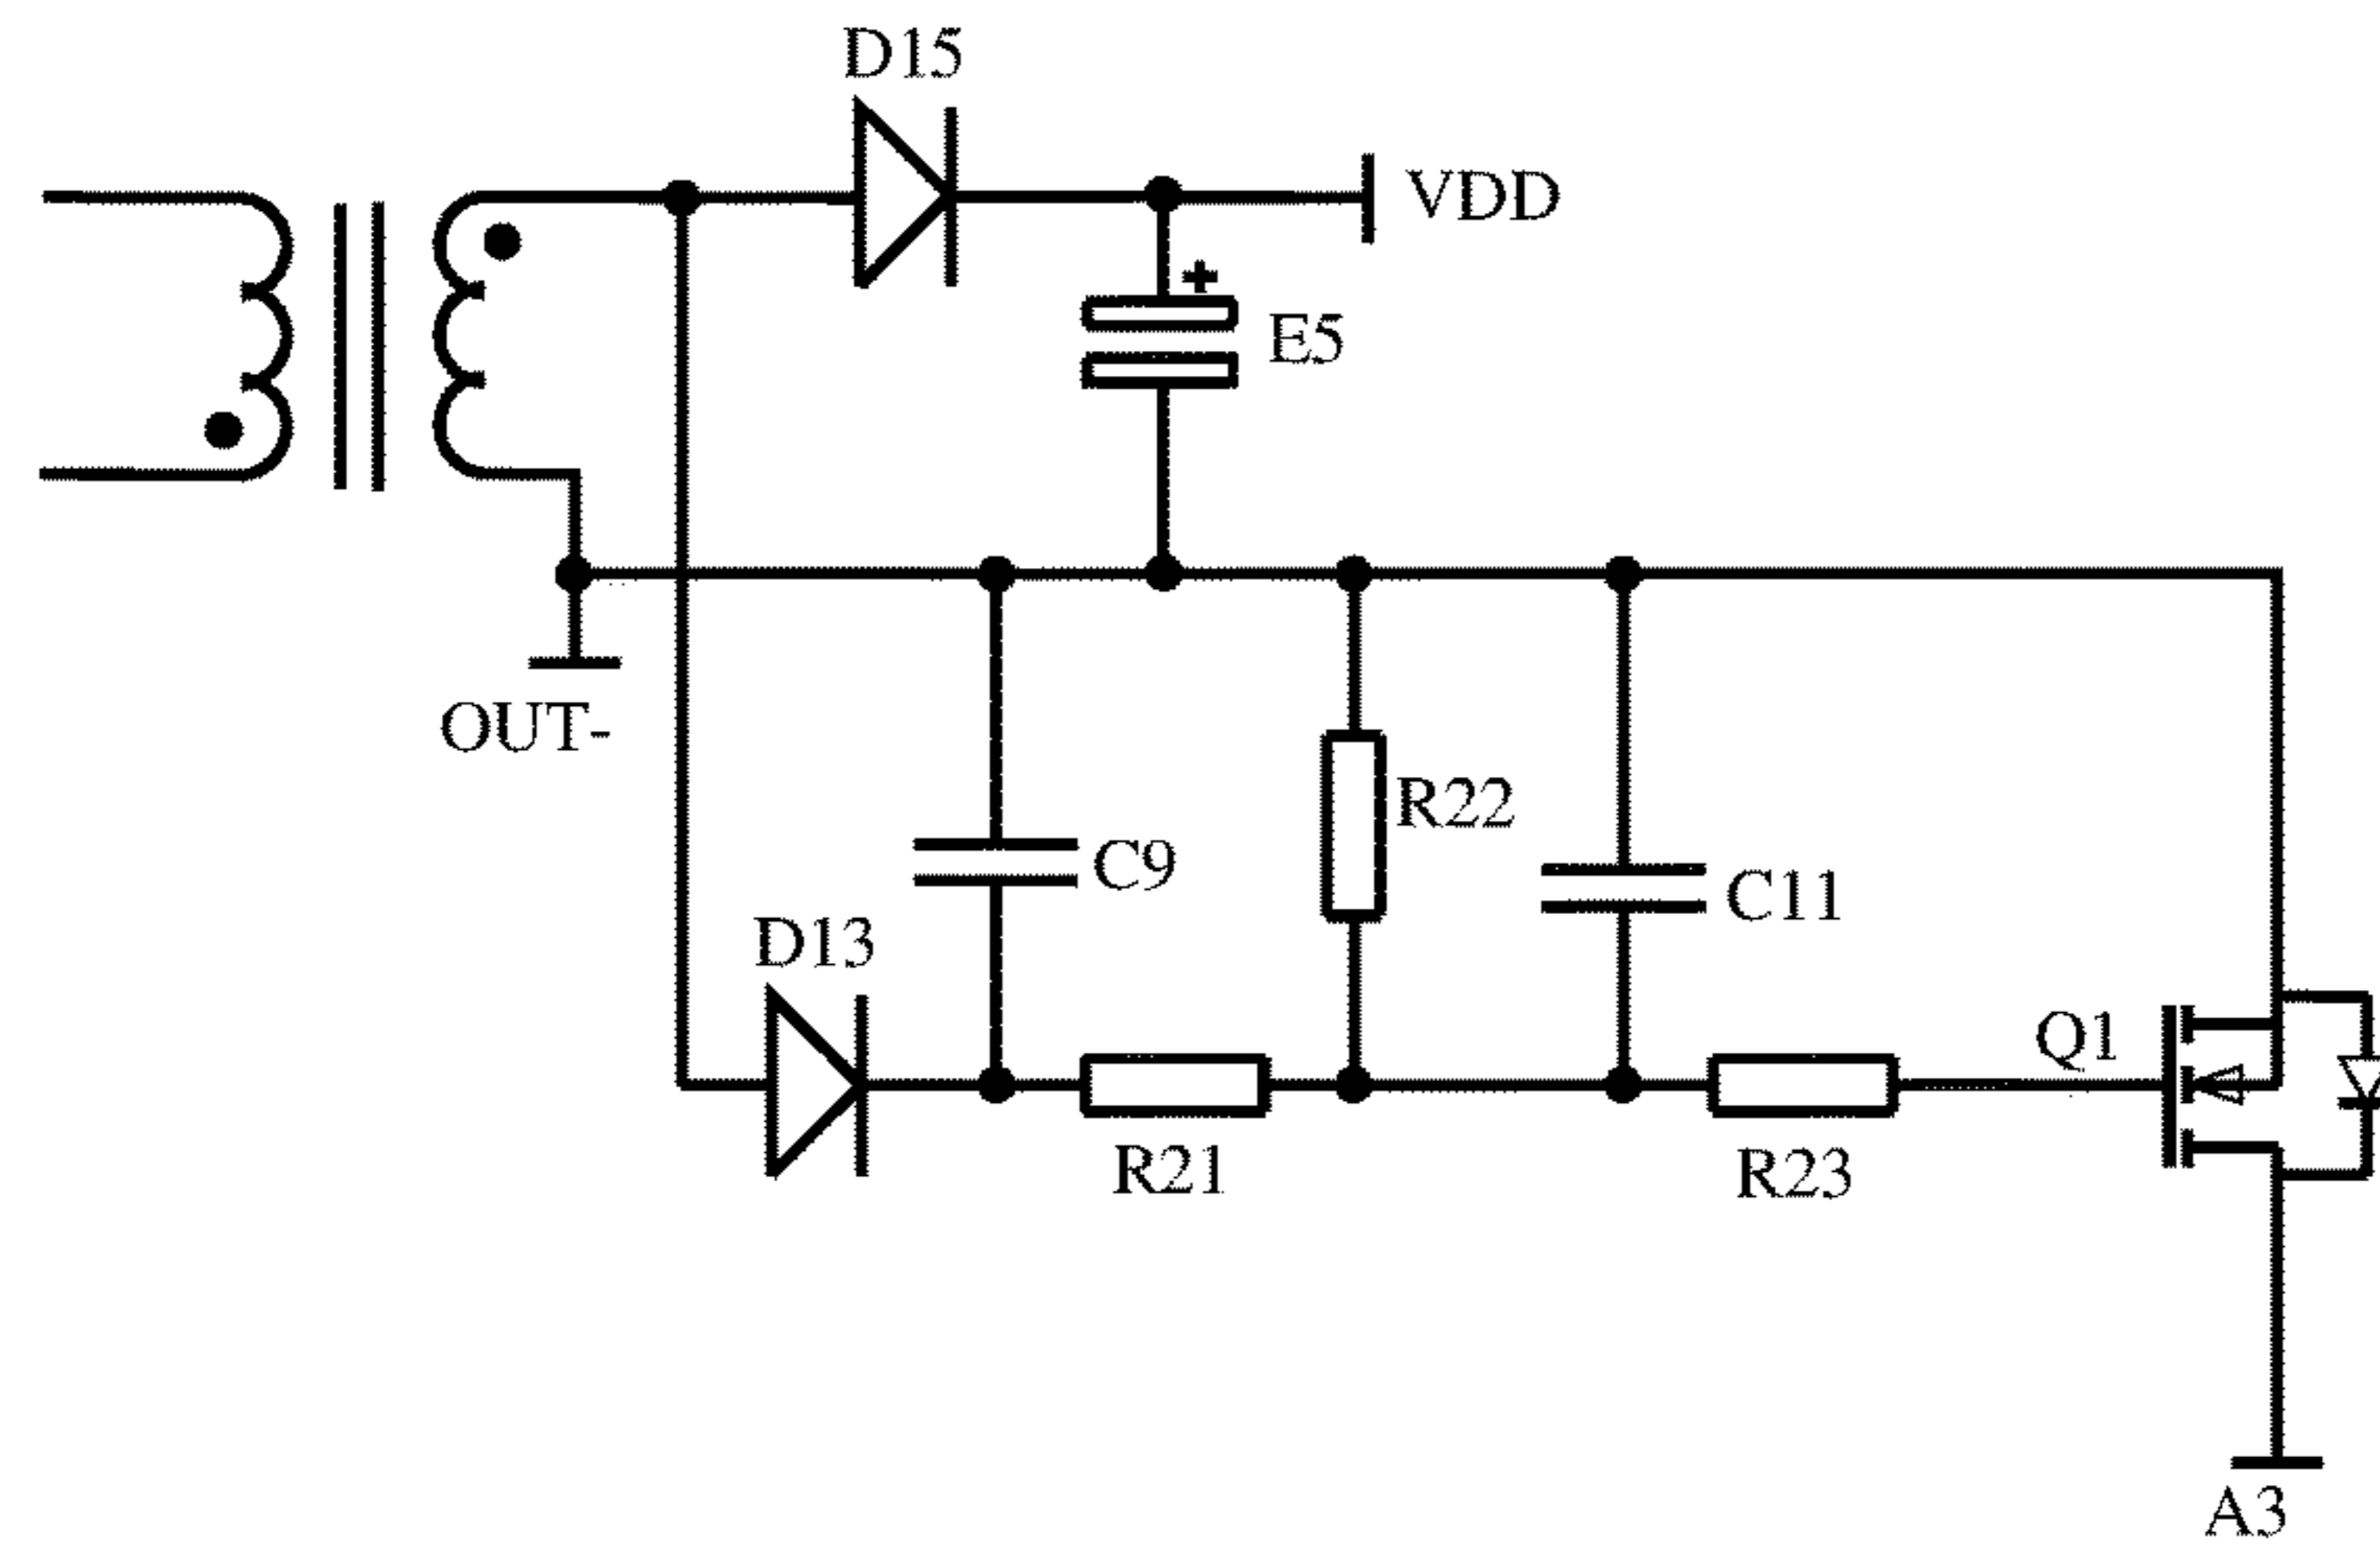 D15
VDD
+
E5
OUT-
R22
C9
C11
D13
Q1
R21
R23
A3